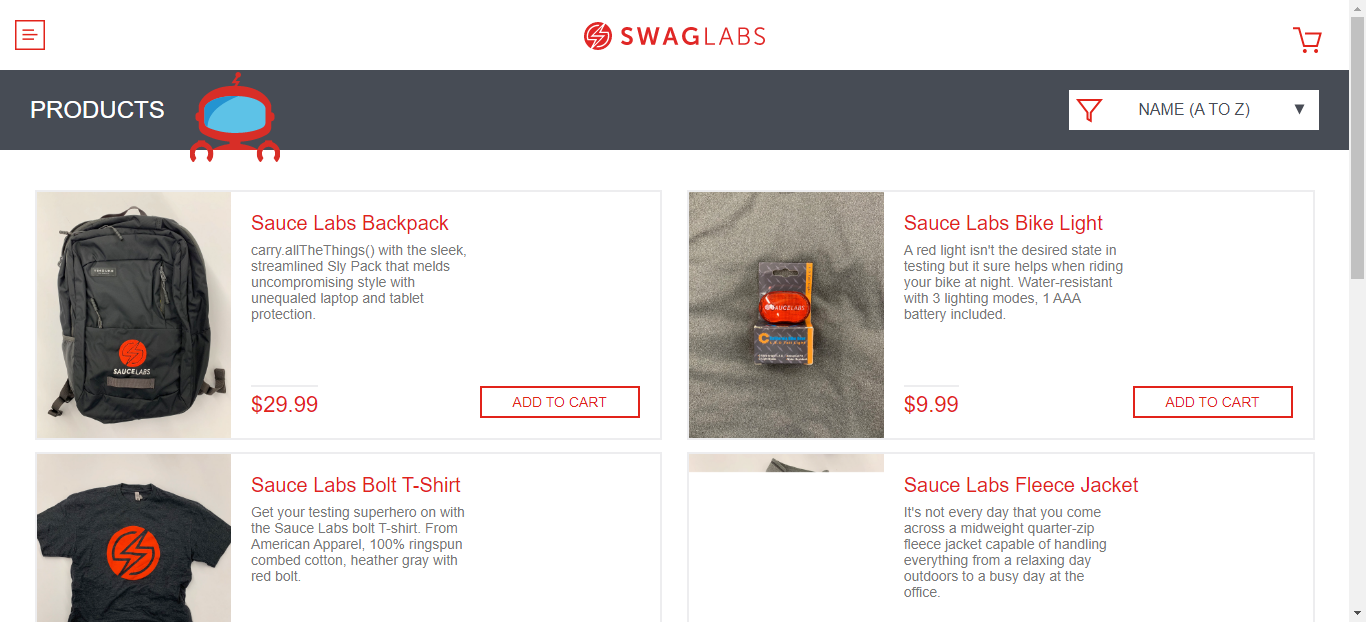 SWAGLABS
PRODUCTS
NAME (A TO Z)
Sauce Labs Backpack
carry.allTheThings() with the sleek,
streamlined Sly Pack that melds
uncompromising style with
unequaled laptop and tablet
protection.
$29.99
ADD TO CART
SAUCELABS
Sauce Labs Bike Light
A red light isn't the desired state in
testing but it sure helps when riding
your bike at night. Water-resistant
with 3 lighting modes, 1 AAA
battery included.
$9.99
ADD TO CART
SAUCELABS
Sauce Labs Bolt T-Shirt
Get your testing superhero on with
the Sauce Labs bolt T-shirt. From
American Apparel, 100% ringspun
combed cotton, heather gray with
red bolt.
Sauce Labs Fleece Jacket
It's not every day that you come
across a midweight quarter-zip
fleece jacket capable of handling
everything from a relaxing day
outdoors to a busy day at the
office.